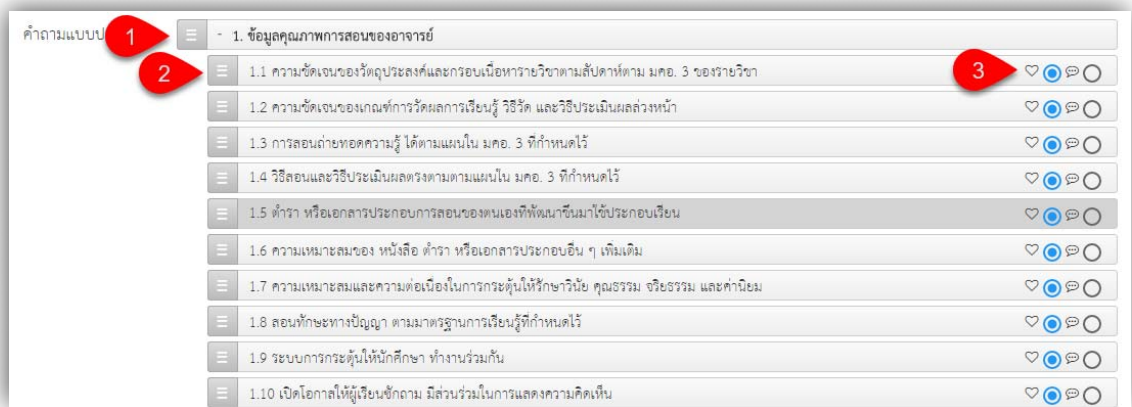 คำถามแบบป
1
- 1. ข้อมูลคุณภาพการสอนของอาจารย์
2
1.1 ความชัดเจนของวัตถุประสงค์และกรอบเนื้อหารายวิชาตามสัปดาห์ตาม มคอ. 3 ของรายวิชา
3
1.2 ความชัดเจนของเกณฑ์การวัดผลการเรียนรู้ วิธีวัด และวิธีประเมินผลล่วงหน้า
1.3 การสอนถ่ายทอดความรู้ ได้ตามแผนใน มคอ. 3 ที่กำหนดไว้
1.4 วิธีสอนและวิธีประเมินผลตรงตามตามแผนใน มคอ. 3 ที่กำหนดไว้
1.5 ตำรา หรือเอกสารประกอบการสอนของตนเองที่พัฒนาขึ้นมาใช้ประกอบเรียน
1.6 ความเหมาะสมของ หนังสือ ตำรา หรือเอกสารประกอบอื่น ๆ เพิ่มเติม
1.7 ความเหมาะสมและความต่อเนื่องในการกระตุ้นให้รักษาวินัย คุณธรรม จริยธรรม และค่านิยม
1.8 สอนทักษะทางปัญญา ตามมาตรฐานการเรียนรู้ที่กำหนดไว้
1.9 ระบบการกระตุ้นให้นักศึกษา ทำงานร่วมกัน
1.10 เปิดโอกาสให้ผู้เรียนซักถาม มีส่วนร่วมในการแสดงความคิดเห็น